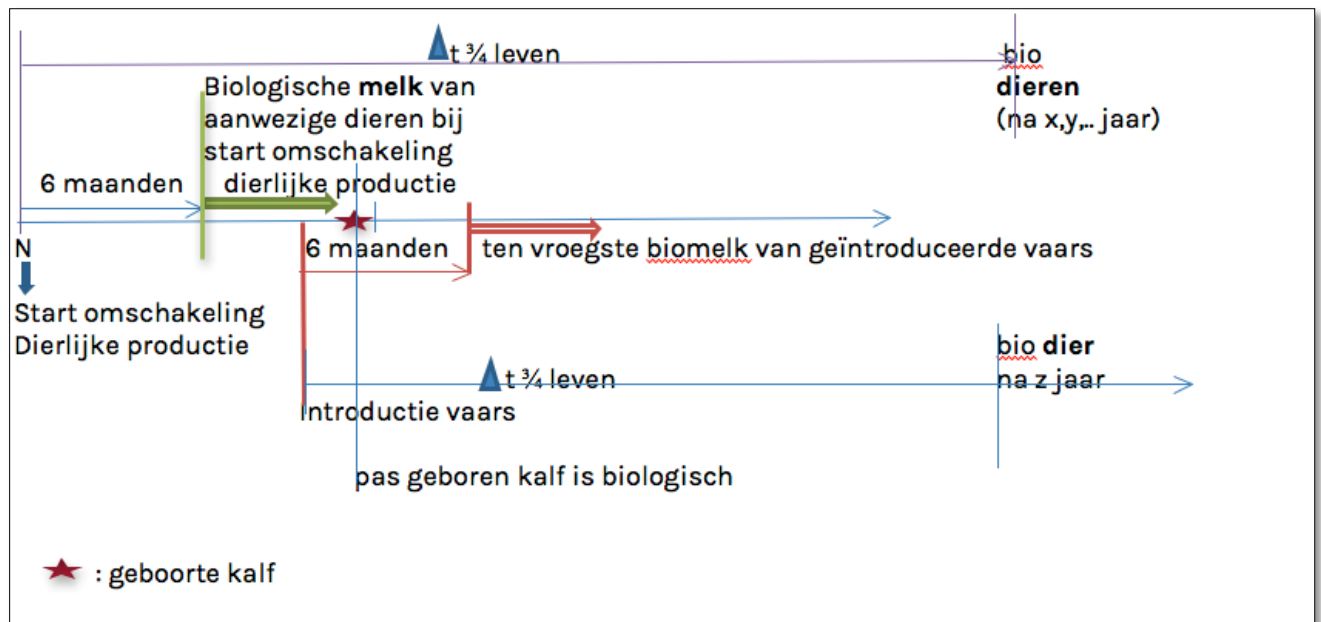 t ¾ leven
bio
dieren
(na x,y,.. jaar)
Biologische melk van
aanwezige dieren bij
start omschakeling
dierlijke productie
6 maanden
N
6 maanden
ten vroegste biomelk van geïntroduceerde vaars
Start omschakeling
Dierlijke productie
bio dier
na z jaar
t ¾ leven
Introductie vaars
pas geboren kalf is biologisch
: geboorte kalf